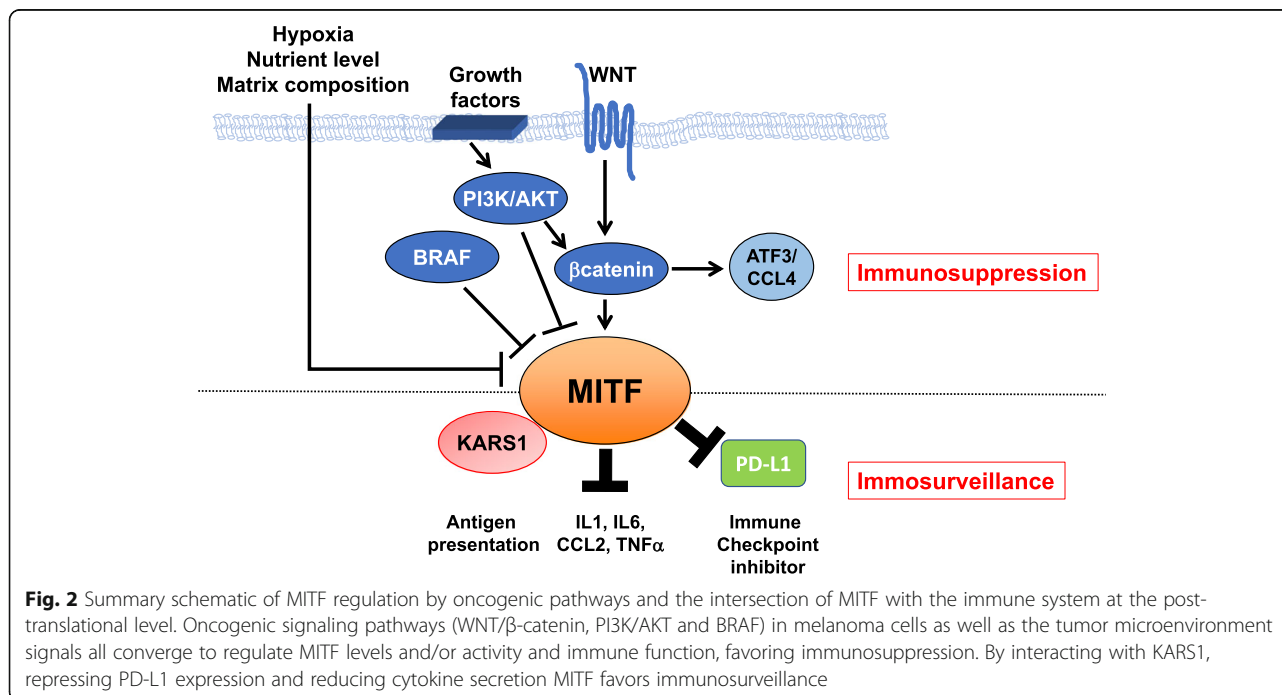 Hypoxia
Nutrient level
Matrix composition
Growth
factors
WNT
PI3K/AKT
BRAF
βcatenin
ATF3/
CCL4
Immunosuppression
MITF
KARS1
PD-L1
Immosurveillance
Antigen
presentation
IL1, IL6,
CCL2, TNFα
Immune
Checkpoint
inhibitor
Fig. 2 Summary schematic of MITF regulation by oncogenic pathways and the intersection of MITF with the immune system at the post-
translational level. Oncogenic signaling pathways (WNT/β-catenin, PI3K/AKT and BRAF) in melanoma cells as well as the tumor microenvironment
signals all converge to regulate MITF levels and/or activity and immune function, favoring immunosuppression. By interacting with KARS1,
repressing PD-L1 expression and reducing cytokine secretion MITF favors immunosurveillance